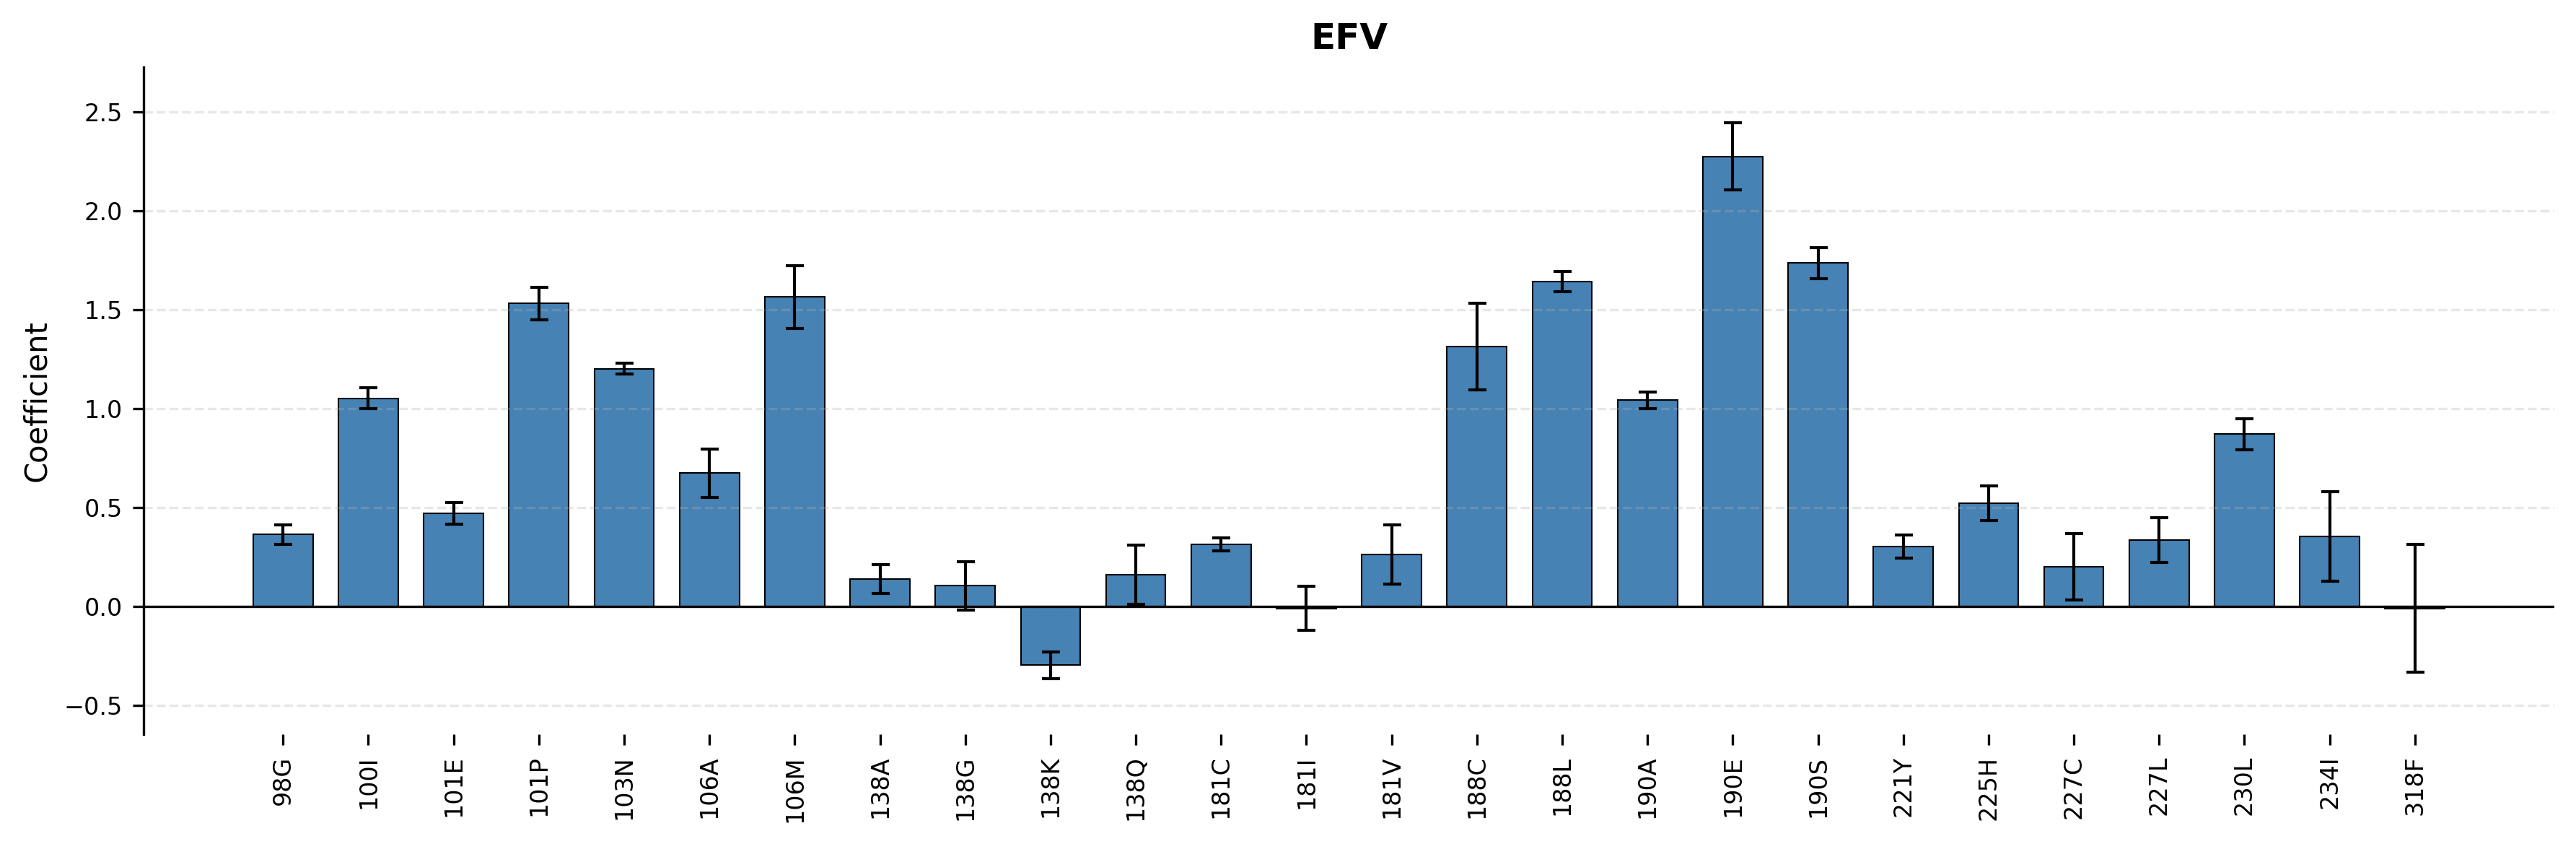 EFV
Coefficient
2.5
2.0
1.5
1.0
0.5
0.0
−0.5
98G
100I
101E
101P
103N
106A
106M
138A
138G
138K
138Q
181C
181I
181V
188C
188L
190A
190E
190S
221Y
225H
227C
227L
230L
234I
318F